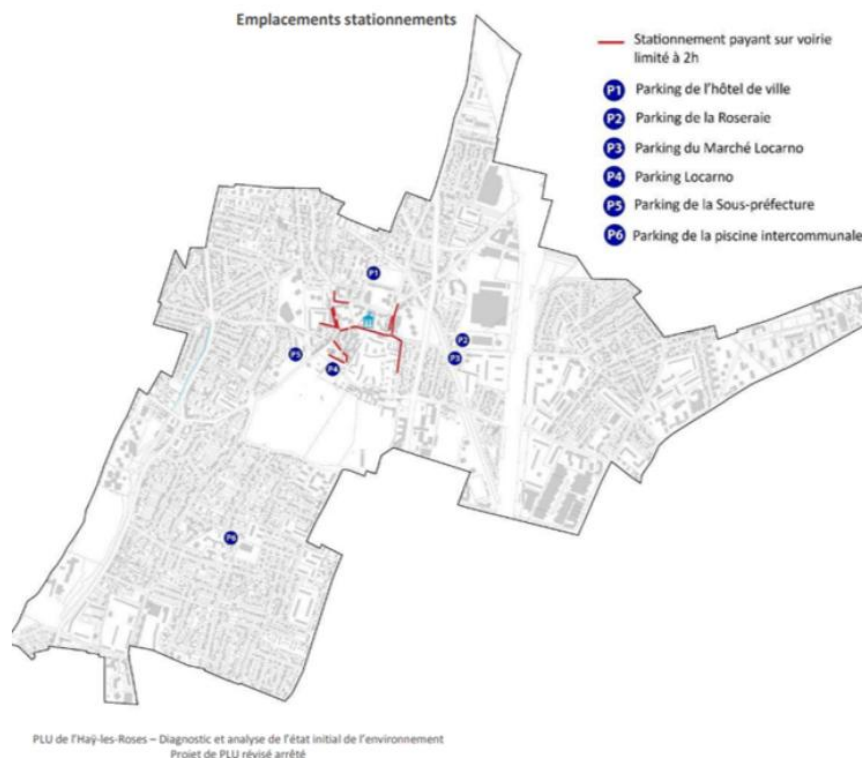 Emplacements stationnements
Stationnement payant sur voirie
limité à 2h
P1 Parking de l'hôtel de ville
P2 Parking de la Roseraie
P3 Parking du Marché Locarno
P4 Parking Locarno
P5 Parking de la Sous-préfecture
P6 Parking de la piscine intercommunale
P1
P2
P3
P5
P4
P6
PLU de l'Haÿ-les-Roses – Diagnostic et analyse de l'état initial de l'environnement
Projet de PLU révisé arrêté